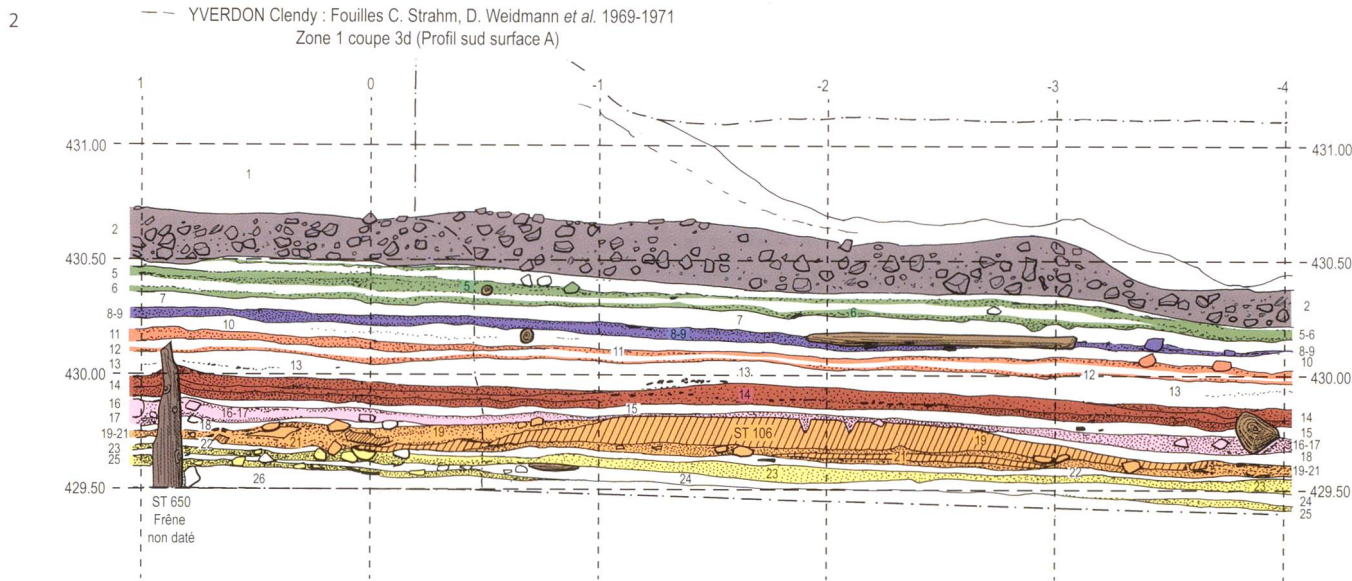 2
YVERDON Clendy : Fouilles C. Strahm, D. Weidmann et al. 1969-1971
Zone 1 coupe 3d (Profil sud surface A)
1 0 -1 -2 -3 -4
431.00 431.00
1
2
430.50 430.50
5 5 2
6 6
7 7 5-6
8-9 8-9 8-9
10 10
11 11
12 12
13 13 13. 13
430.00 430.00
14 14 14
15 15
16 16-17 16-17
17 18 18
19-21 21 19 ST 106 19 19-21
21
23 22 23 22 23
25 24 24
26 25
429.50 429.50
ST 650
Frêne
non daté